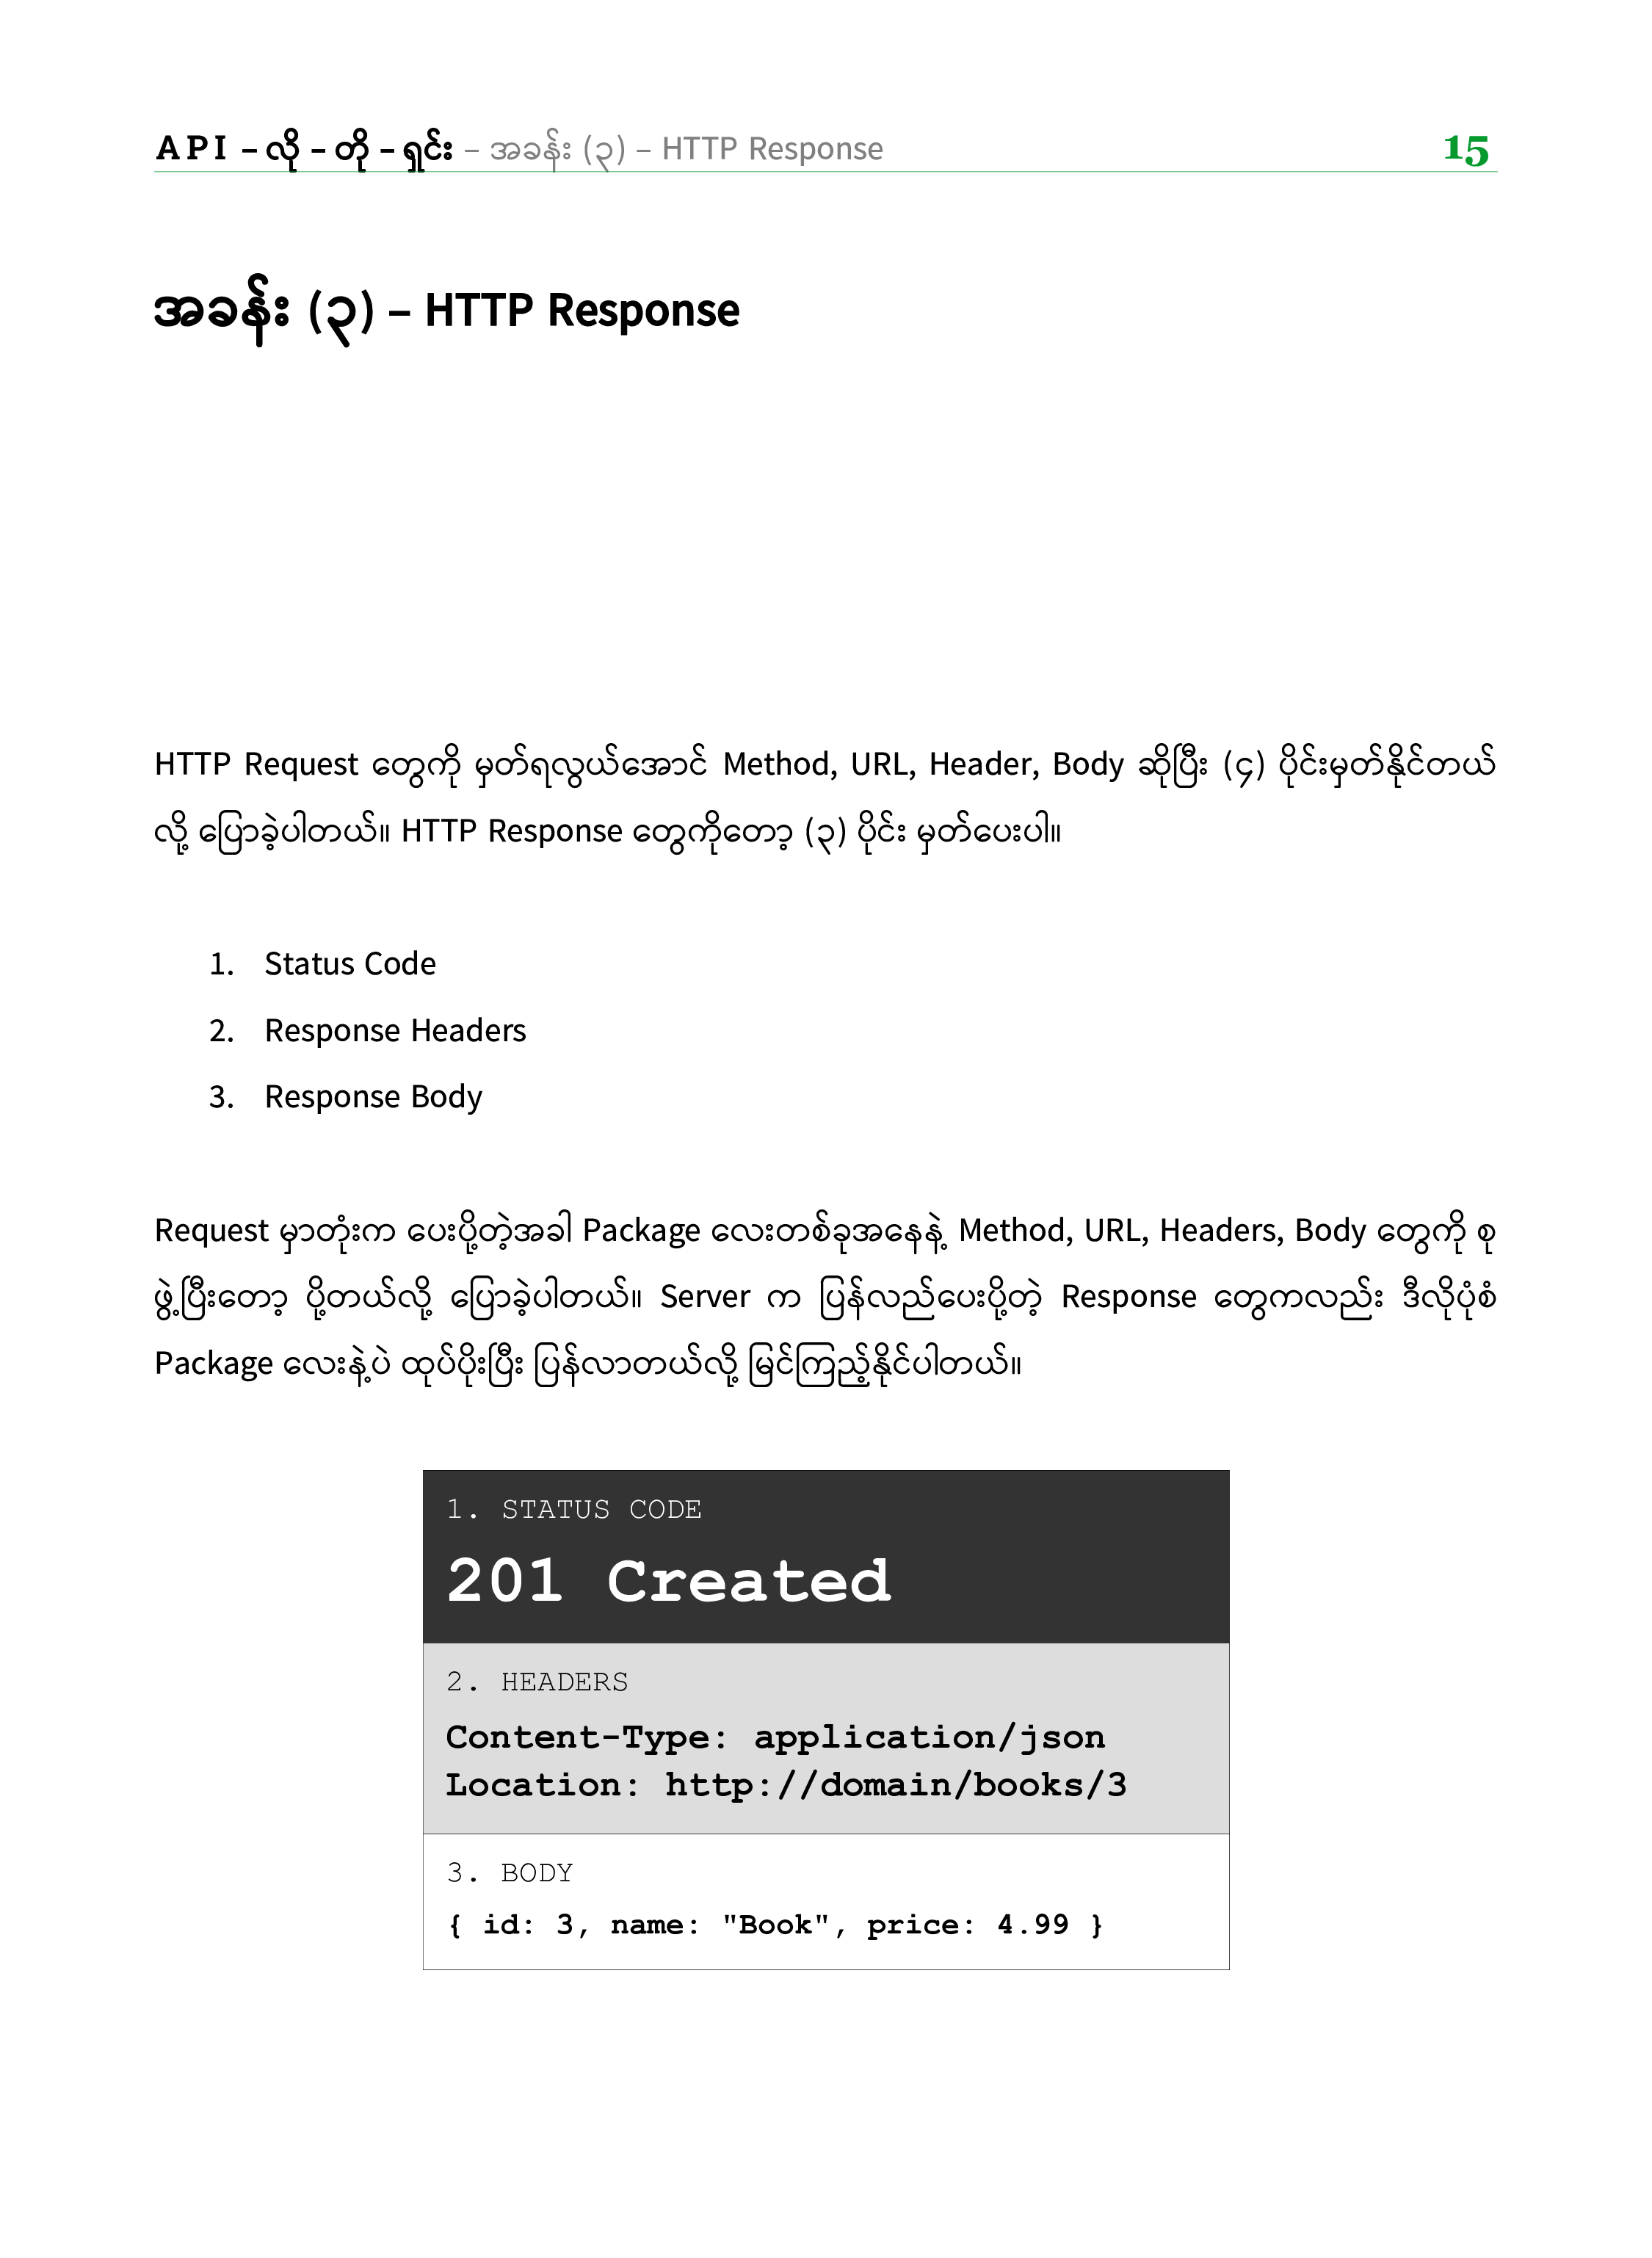 API – လို – တို – ရှင်း – အခန်း (၃) – HTTP Response 15
အခန်း (၃) – HTTP Response
HTTP Request တွေကို မှတ်ရလွယ်အောင် Method, URL, Header, Body ဆိုပြီး (၄) ပိုင်းမှတ်နိုင်တယ်
လို့ ပြောခဲ့ပါတယ်။ HTTP Response တွေကိုတော့ (၃) ပိုင်း မှတ်ပေးပါ။
1. Status Code
2. Response Headers
3. Response Body
Request မှာတုံးက ပေးပို့တဲ့အခါ Package လေးတစ်ခုအနေနဲ့ Method, URL, Headers, Body တွေကို စု
ဖွဲ့ပြီးတော့ ပို့တယ်လို့ ပြောခဲ့ပါတယ်။ Server က ပြန်လည်ပေးပို့တဲ့ Response တွေကလည်း ဒီလိုပုံစံ
Package လေးနဲ့ပဲ ထုပ်ပိုးပြီး ပြန်လာတယ်လို့ မြင်ကြည့်နိုင်ပါတယ်။
1. STATUS CODE
201 Created
2. HEADERS
Content-Type: application/json
Location: http://domain/books/3
3. BODY
{ id: 3, name: "Book", price: 4.99 }